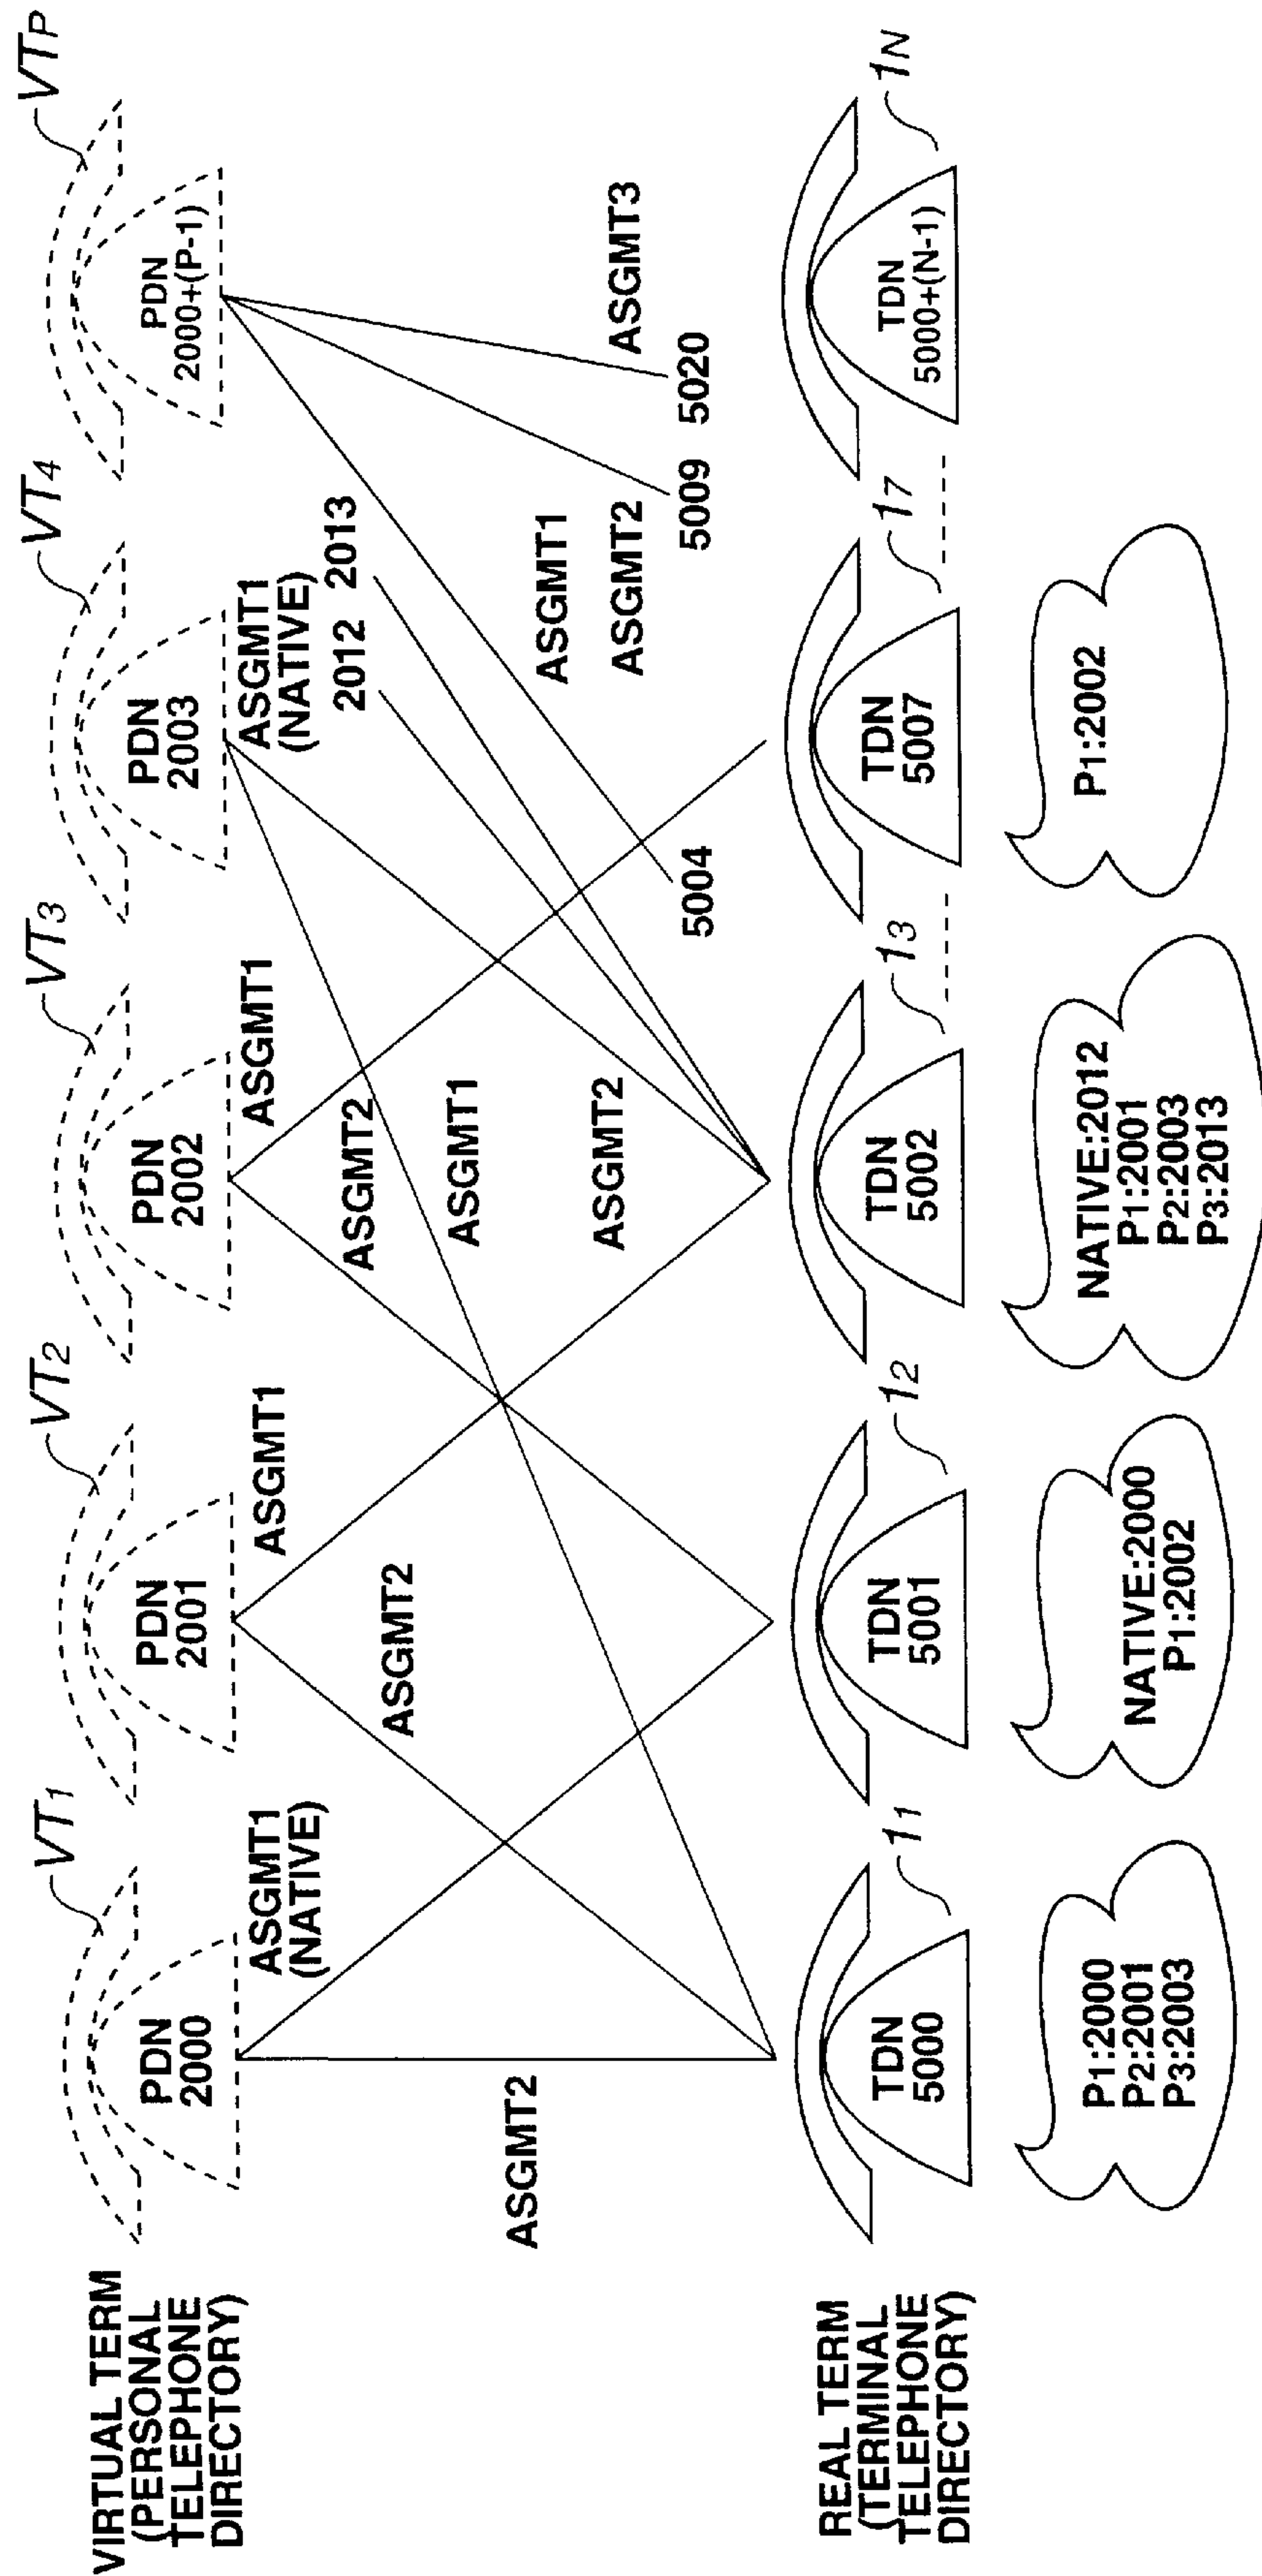 VIRTUAL TERM
(PERSONAL
TELEPHONE
DIRECTORY)
VT1
VT2
VT3
VT4
VTP
PDN
2000
PDN
2001
PDN
2002
PDN
2003
PDN
2000+(P-1)
ASGMT1
(NATIVE)
ASGMT1
ASGMT1
ASGMT1
(NATIVE)
2012
2013
ASGMT2
ASGMT2
ASGMT2
ASGMT1
ASGMT2
ASGMT1
ASGMT2
ASGMT3
5004
5009
5020
REAL TERM
(TERMINAL
TELEPHONE
DIRECTORY)
11
12
13
17
1N
TDN
5000
TDN
5001
TDN
5002
TDN
5007
TDN
5000+(N-1)
P1:2000
P2:2001
P3:2003
NATIVE:2000
P1:2002
NATIVE:2012
P1:2001
P2:2003
P3:2013
P1:2002